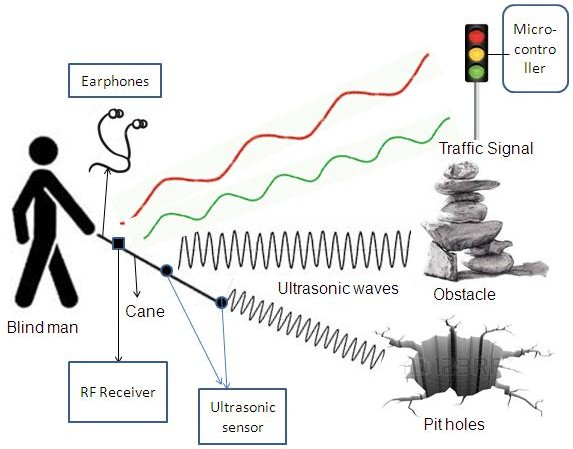 Micro-
contro
ller
Earphones
Traffic Signal
Ultrasonic waves
Obstacle
Cane
Blind man
RF Receiver
Ultrasonic
sensor
Pit holes